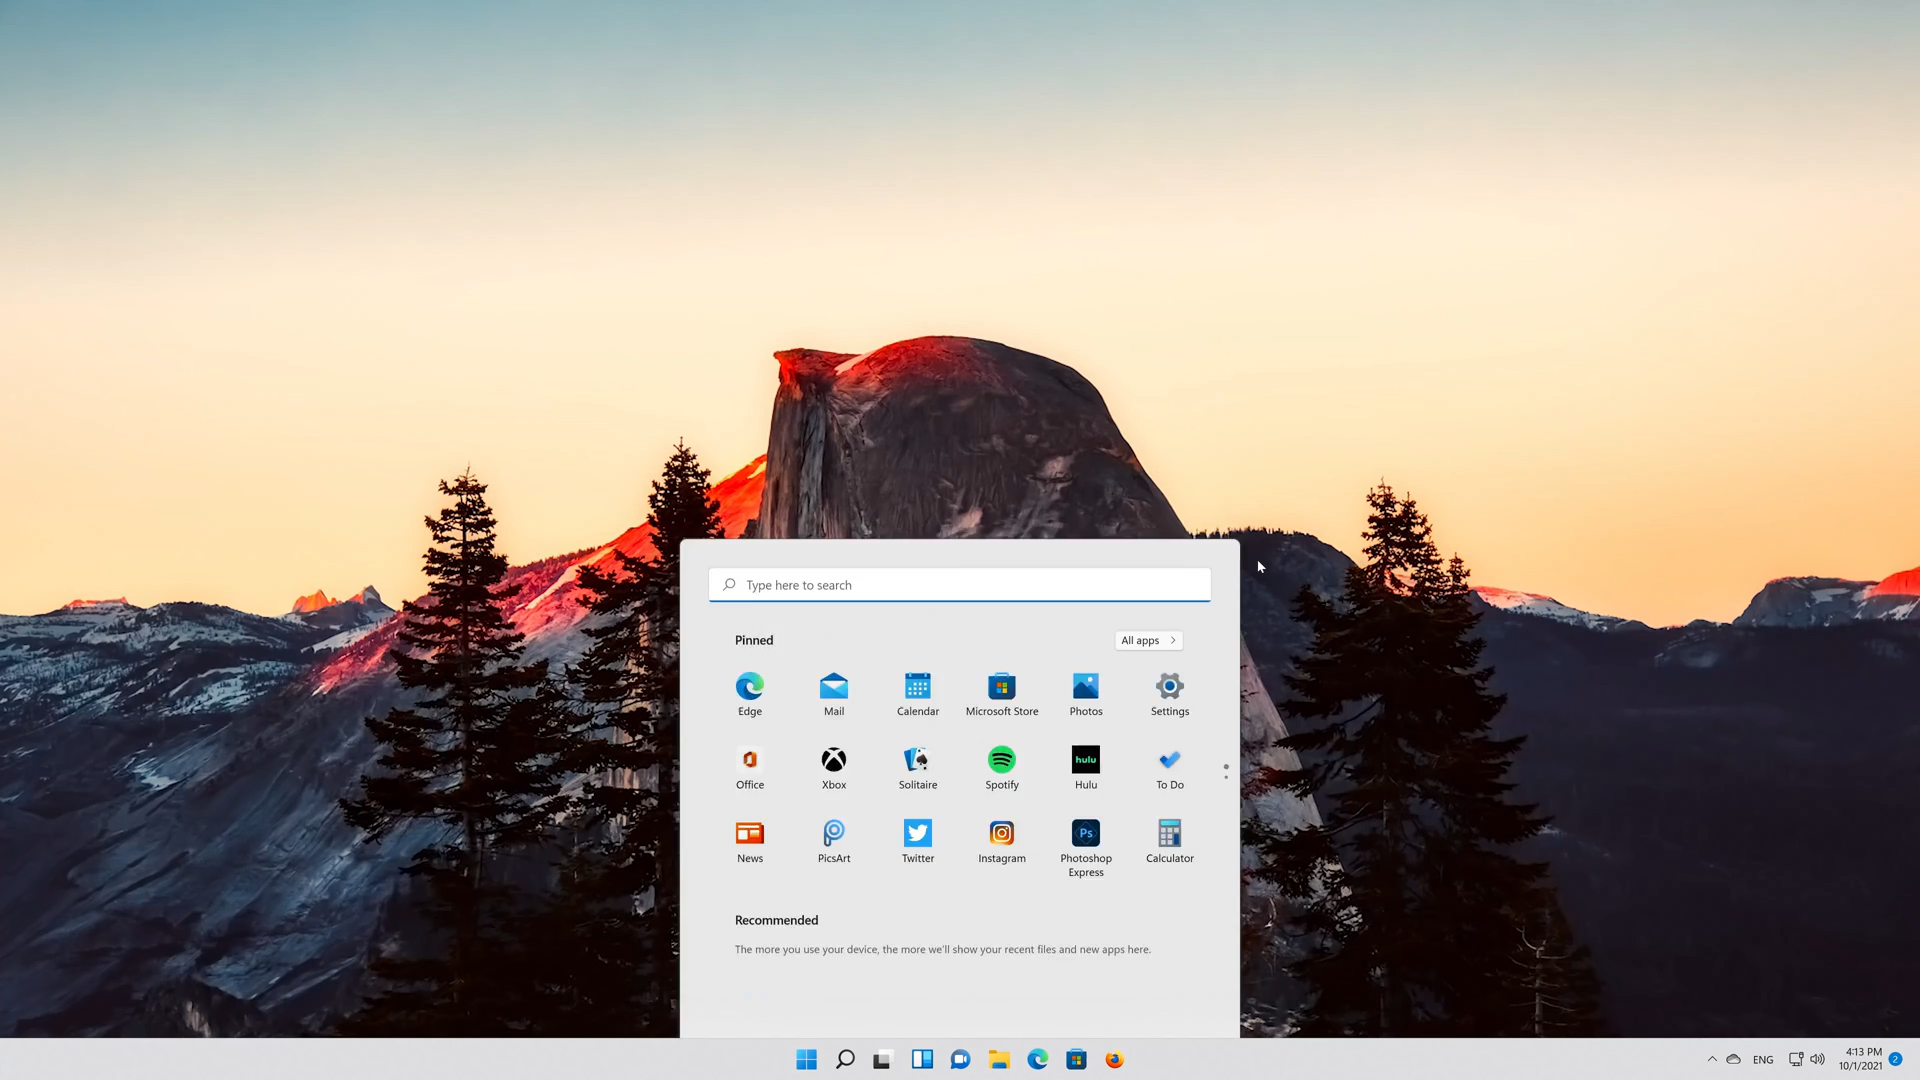 Type here to search
Pinned
All apps
Edge
Mail
Calendar
Microsoft Store
Photos
Settings
hulu
Office
Xbox
Solitaire
Spotify
Hulu
To Do
Ps
News
PicsArt
Twitter
Instagram
Photoshop
Express
Calculator
Recommended
The more you use your device, the more we'll show your recent files and new apps here.
ENG
4:13 PM
10/1/2021
2